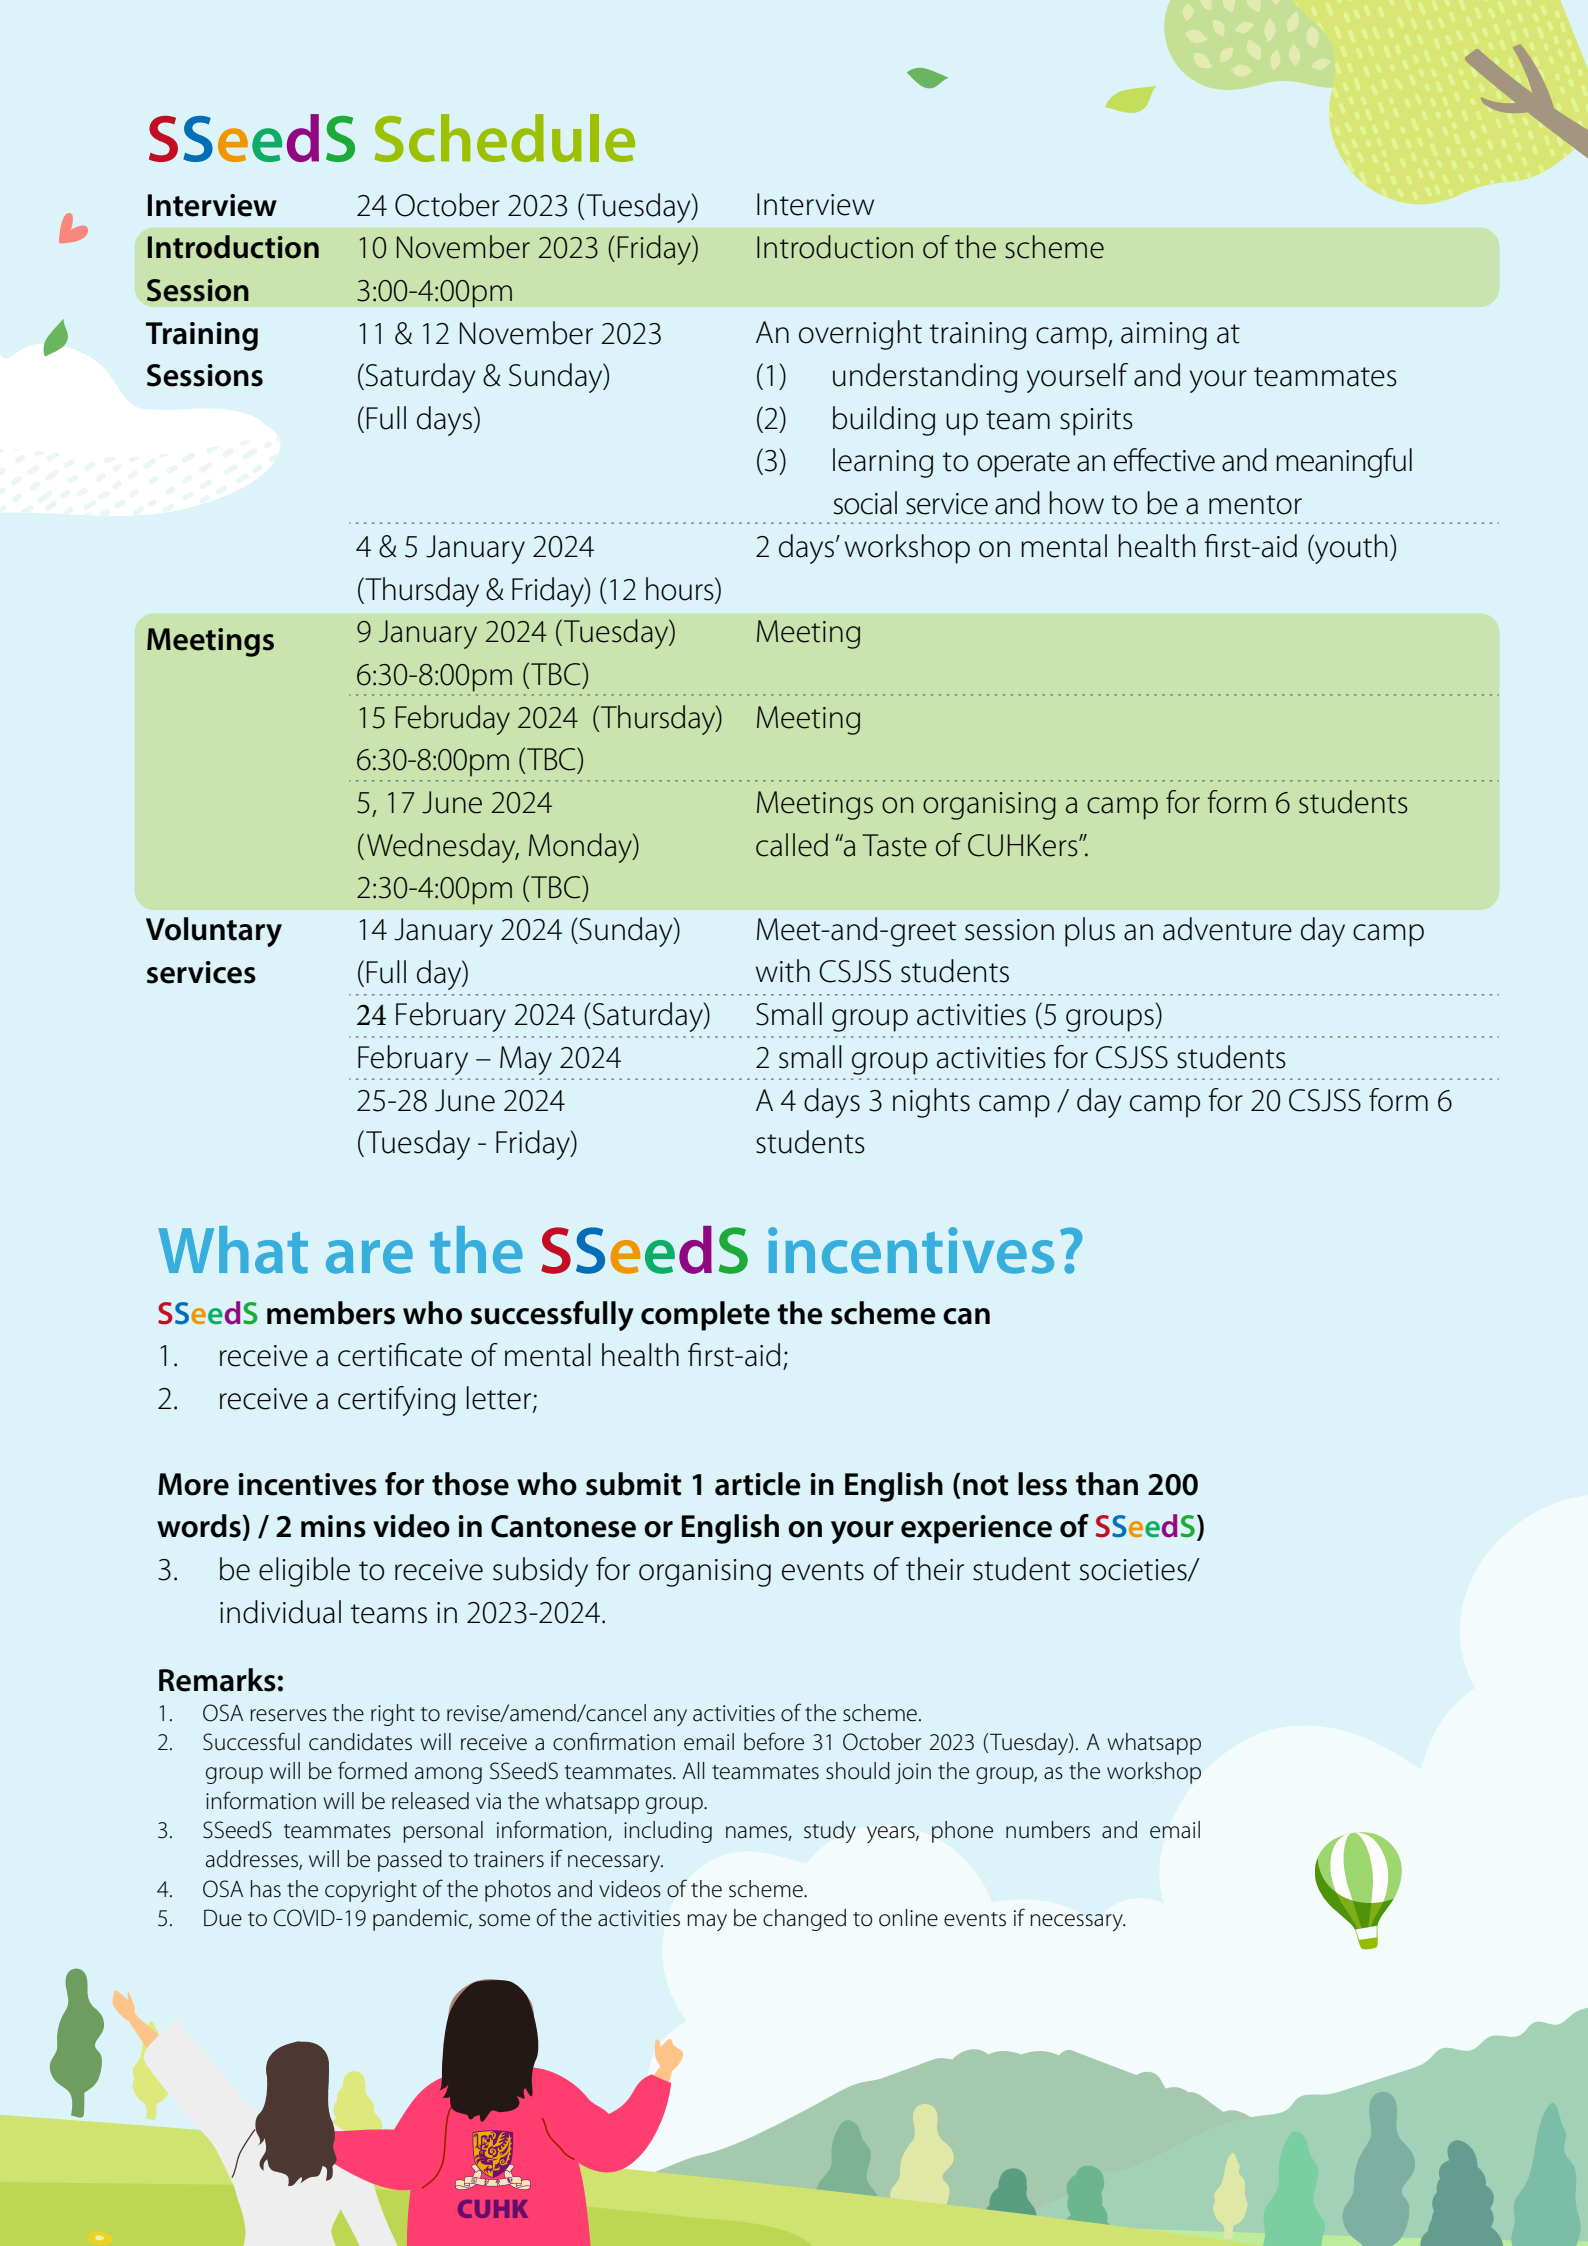 SSeedS Schedule
Interview 24 October 2023 (Tuesday) Interview
Introduction 10 November 2023 (Friday) Introduction of the scheme
Session 3:00-4:00pm
Training 11 & 12 November 2023 An overnight training camp, aiming at
Sessions (Saturday & Sunday) (1) understanding yourself and your teammates
(Full days) (2) building up team spirits
(3) learning to operate an effective and meaningful
social service and how to be a mentor
4 & 5 January 2024 2 days’ workshop on mental health first-aid (youth)
(Thursday & Friday) (12 hours)
Meetings 9 January 2024 (Tuesday) Meeting
6:30-8:00pm (TBC)
15 Februday 2024 (Thursday) Meeting
6:30-8:00pm (TBC)
5, 17 June 2024 Meetings on organising a camp for form 6 students
(Wednesday, Monday) called “a Taste of CUHKers”.
2:30-4:00pm (TBC)
Voluntary 14 January 2024 (Sunday) Meet-and-greet session plus an adventure day camp
services (Full day) with CSJSS students
24 February 2024 (Saturday) Small group activities (5 groups)
February – May 2024 2 small group activities for CSJSS students
25-28 June 2024 A 4 days 3 nights camp / day camp for 20 CSJSS form 6
(Tuesday - Friday) students
What are the SSeedS incentives?
SSeedS members who successfully complete the scheme can
1. receive a certificate of mental health first-aid;
2. receive a certifying letter;
More incentives for those who submit 1 article in English (not less than 200
words) / 2 mins video in Cantonese or English on your experience of SSeedS)
3. be eligible to receive subsidy for organising events of their student societies/
individual teams in 2023-2024.
Remarks:
1. OSA reserves the right to revise/amend/cancel any activities of the scheme.
2. Successful candidates will receive a confirmation email before 31 October 2023 (Tuesday). A whatsapp
group will be formed among SSeedS teammates. All teammates should join the group, as the workshop
information will be released via the whatsapp group.
3. SSeedS teammates personal information, including names, study years, phone numbers and email
addresses, will be passed to trainers if necessary.
4. OSA has the copyright of the photos and videos of the scheme.
5. Due to COVID-19 pandemic, some of the activities may be changed to online events if necessary.
CUHK